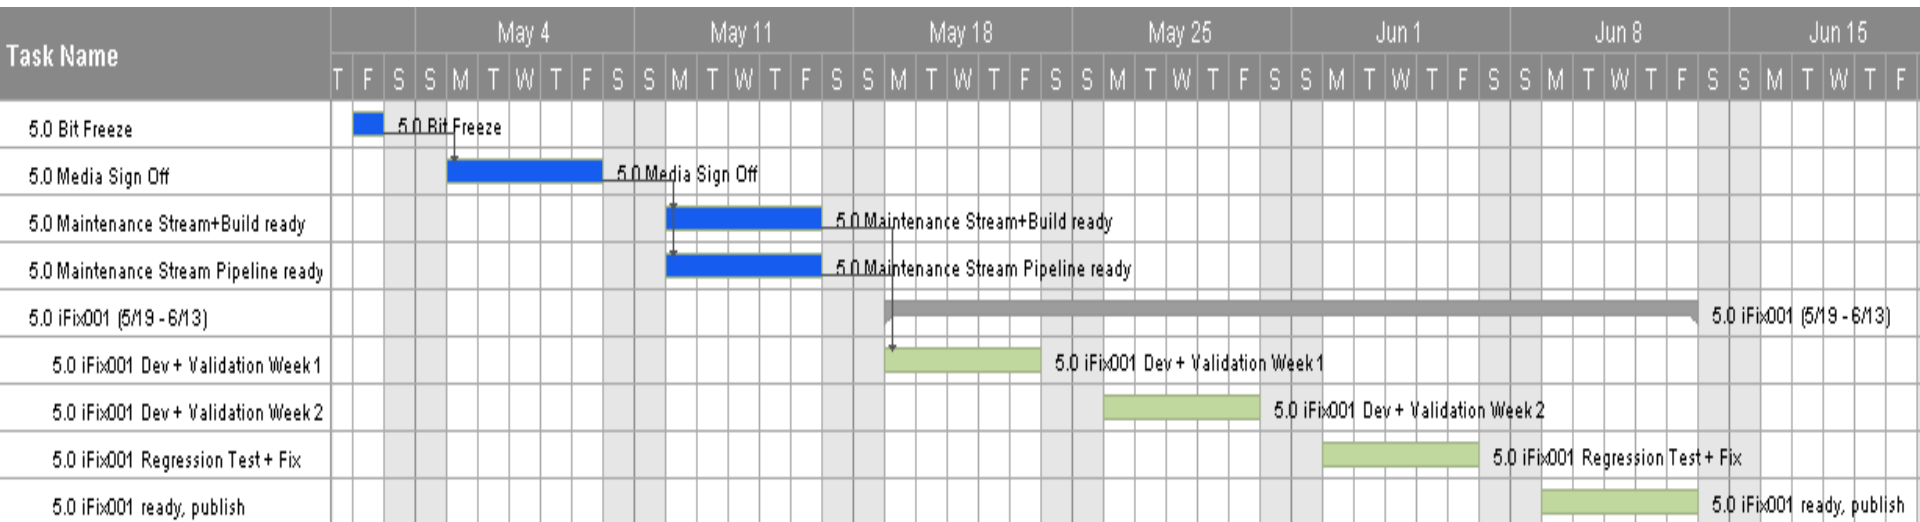 Task Name
May 4 May 11 May 18 May 25 Jun 1 Jun 8 Jun 15
T F S S M T W T F S S M T W T F S S M T W T F S S M T W T F S S M T W T F S S M T W T F S S M T W T F
5.0 Bit Freeze 5.0 Bit Freeze
5.0 Media Sign Off 5.0 Media Sign Off
5.0 Maintenance Stream+Build ready 5.0 Maintenance Stream+Build ready
5.0 Maintenance Stream Pipeline ready 5.0 Maintenance Stream Pipeline ready
5.0 iFix001 (5/19 - 6/13) 5.0 iFix001 (5/19 - 6/13)
5.0 iFix001 Dev + Validation Week 1 5.0 iFix001 Dev + Validation Week 1
5.0 iFix001 Dev + Validation Week 2 5.0 iFix001 Dev + Validation Week 2
5.0 iFix001 Regression Test + Fix 5.0 iFix001 Regression Test + Fix
5.0 iFix001 ready, publish 5.0 iFix001 ready, publish